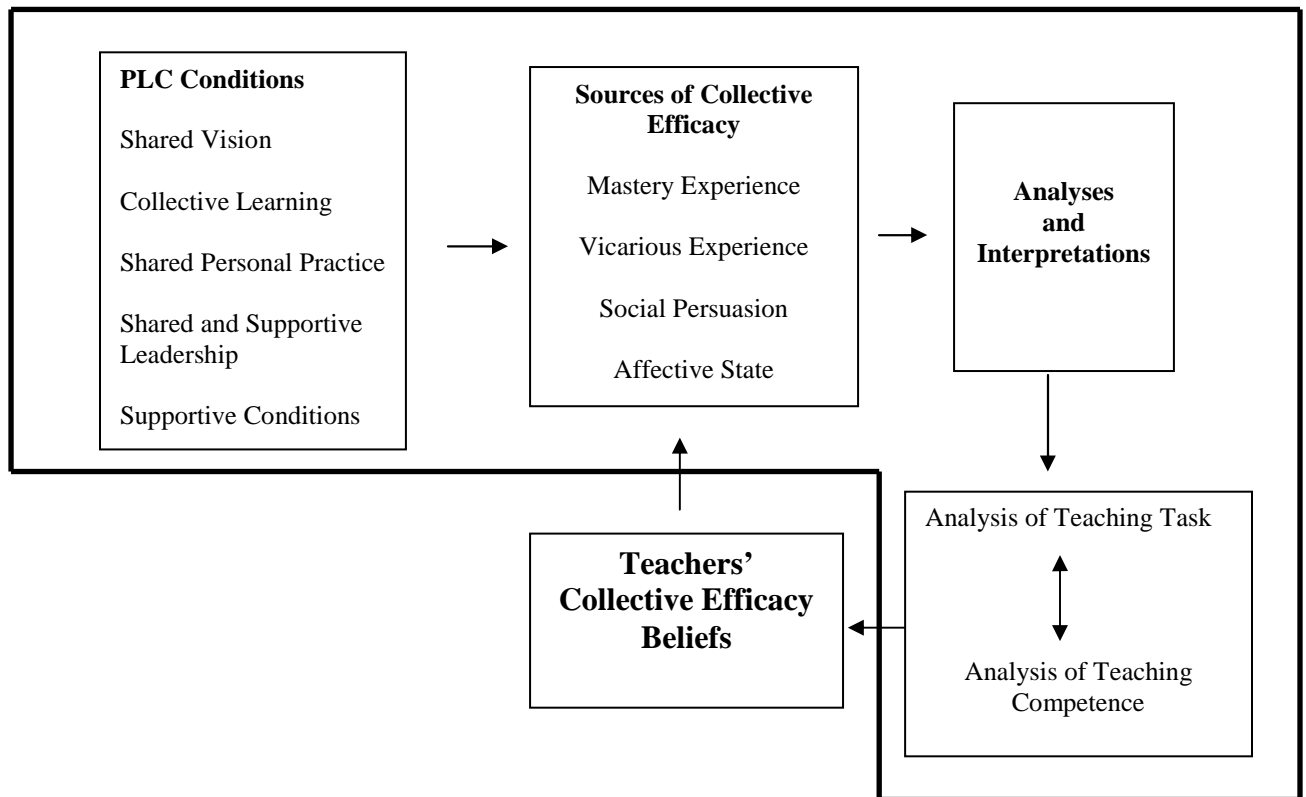 PLC Conditions
Shared Vision
Collective Learning
Shared Personal Practice
Shared and Supportive
Leadership
Supportive Conditions
Sources of Collective
Efficacy
Mastery Experience
Vicarious Experience
Social Persuasion
Affective State
Analyses
and
Interpretations
Analysis of Teaching Task
Analysis of Teaching
Competence
Teachers’
Collective Efficacy
Beliefs